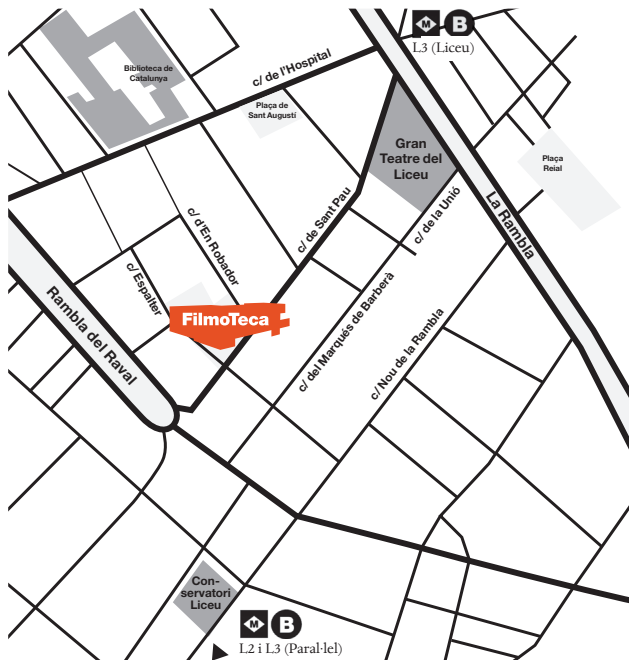 M B
L3 (Liceu)
Biblioteca de
Catalunya
c/ de l'Hospital
Plaça de
Sant Augustí
Gran
Teatre del
Liceu
Plaça
Reial
c/ d'En Robador
c/ de Sant Pau
c/ de la Unió
La Rambla
c/ Espalter
Rambla del Raval
FilmoTeca
c/ del Marqués de Barberà
c/ Nou de la Rambla
Con-
servatori
Liceu
M B
L2 i L3 (Paral·lel)